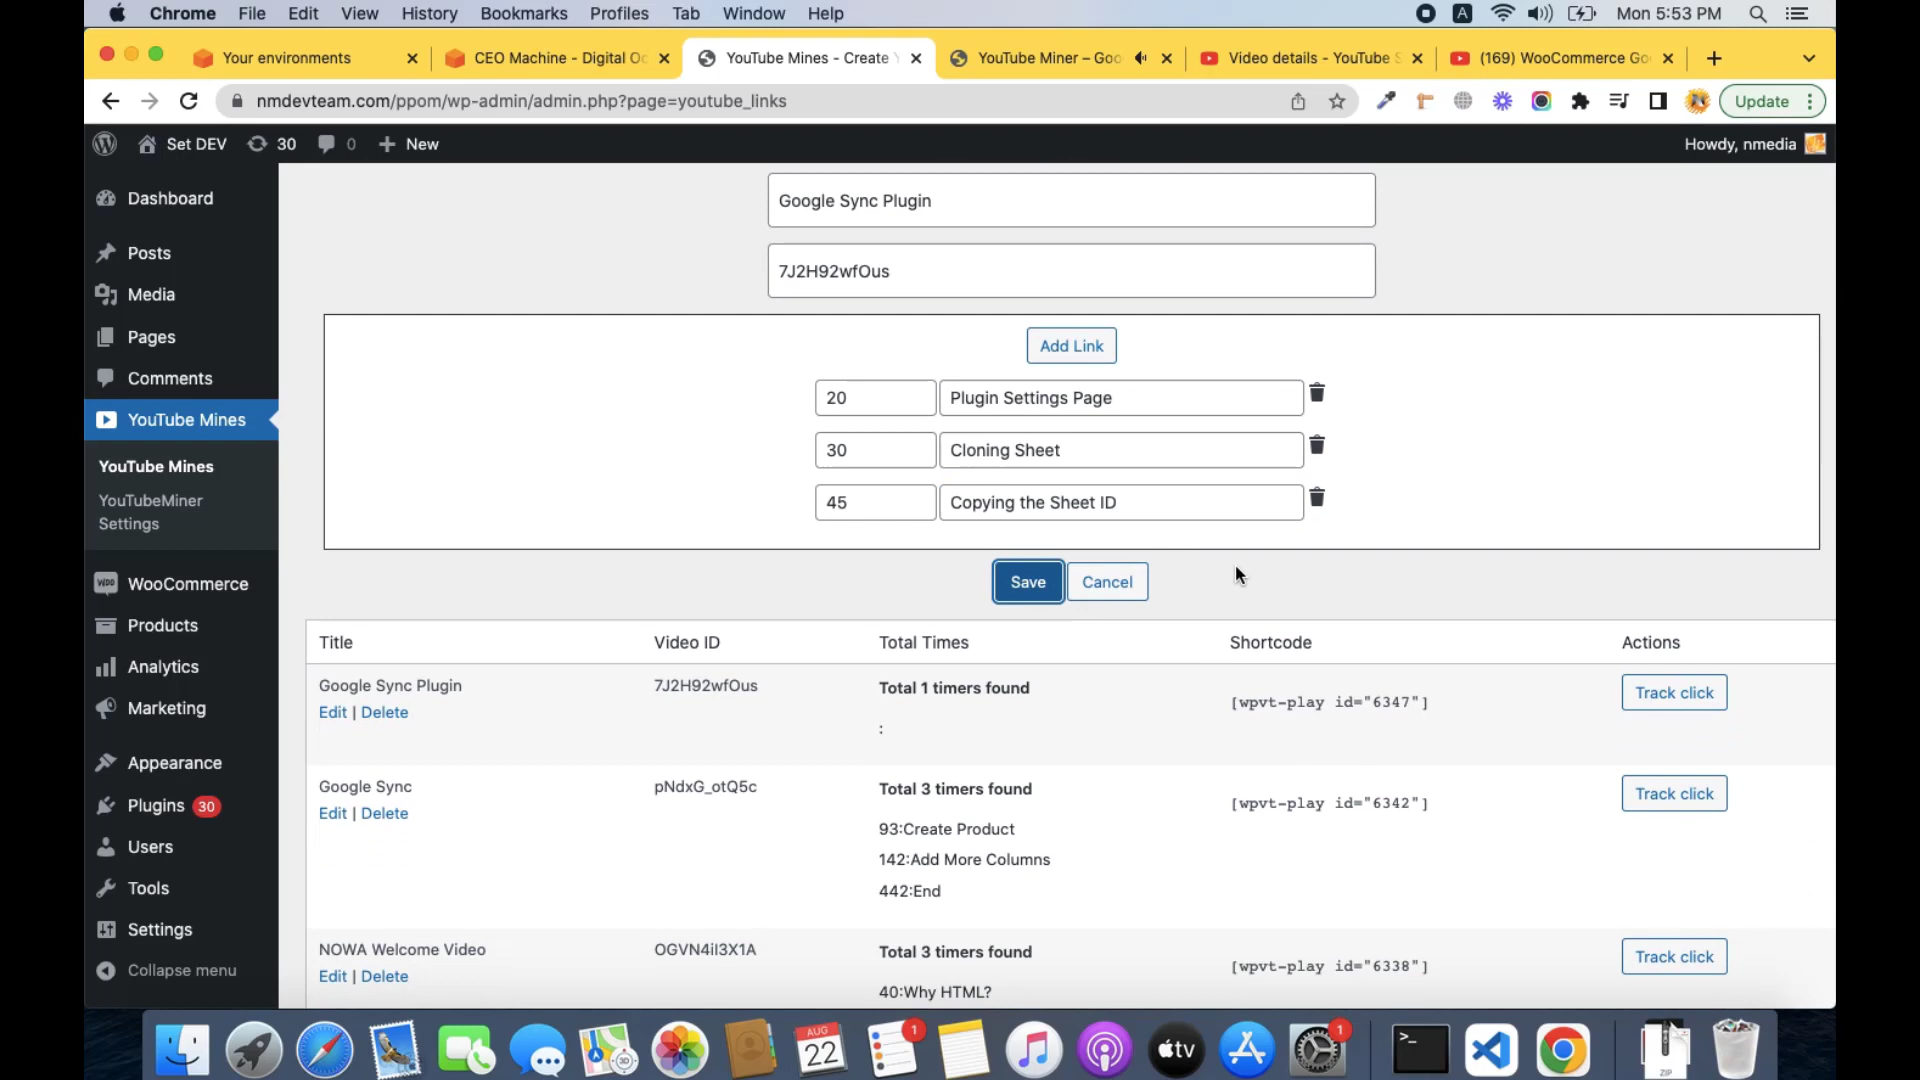 Chrome File Edit View History Bookmarks Profiles Tab Window Help A Mon 5:53 PM
Your environments CEO Machine - Digital Oc YouTube Mines - Create Y YouTube Miner – Goo Video details - YouTube S (169) WooCommerce Go
nmdevteam.com/ppom/wp-admin/admin.php?page=youtube_links Update
Set DEV 30 0 New Howdy, nmedia
Dashboard
Posts
Media
Pages
Comments
YouTube Mines
YouTube Mines
YouTubeMiner
Settings
WooCommerce
Products
Analytics
Marketing
Appearance
Plugins 30
Users
Tools
Settings
Collapse menu
Google Sync Plugin
7J2H92wfOus
Add Link
20 Plugin Settings Page
30 Cloning Sheet
45 Copying the Sheet ID
Save Cancel
Title Video ID Total Times Shortcode Actions
Google Sync Plugin 7J2H92wfOus Total 1 timers found [wpvt-play id="6347"] Track click
Edit | Delete
:
Google Sync pNdxG_otQ5c Total 3 timers found [wpvt-play id="6342"] Track click
Edit | Delete
93:Create Product
142:Add More Columns
442:End
NOWA Welcome Video OGVN4iI3X1A Total 3 timers found [wpvt-play id="6338"] Track click
Edit | Delete
40:Why HTML?
AUG
22
1
tv
1
ZIP